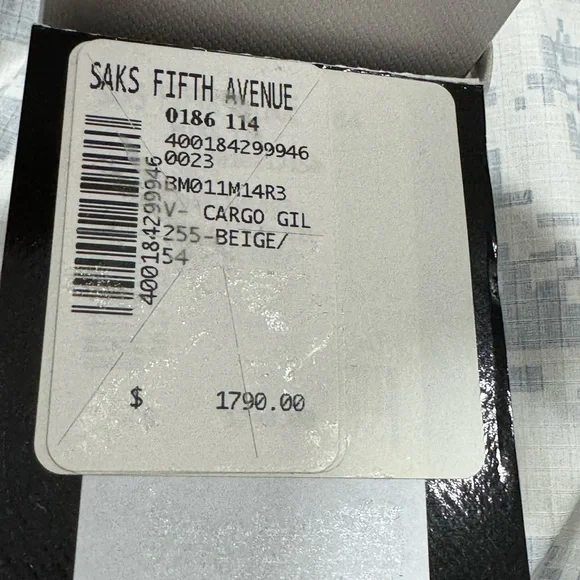 SAKS FIFTH AVENUE
0186 114
400184299946
0023
BM011M14R3
V- CARGO GIL
255-BEIGE/
54
400184299946
$ 1790.00